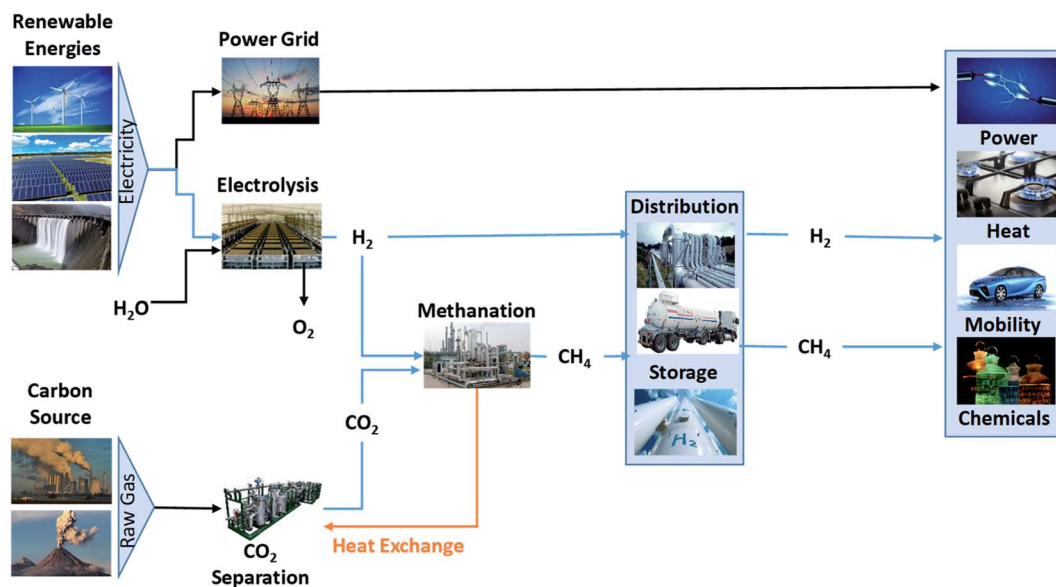 Renewable
Energies
Electricity
Power Grid
Electrolysis
H₂O
O₂
H₂
Methanation
CH₄
CO₂
Carbon
Source
Raw Gas
CO₂
Separation
Heat Exchange
Distribution
Storage
H₂
H₂
CH₄
Power
Heat
Mobility
Chemicals